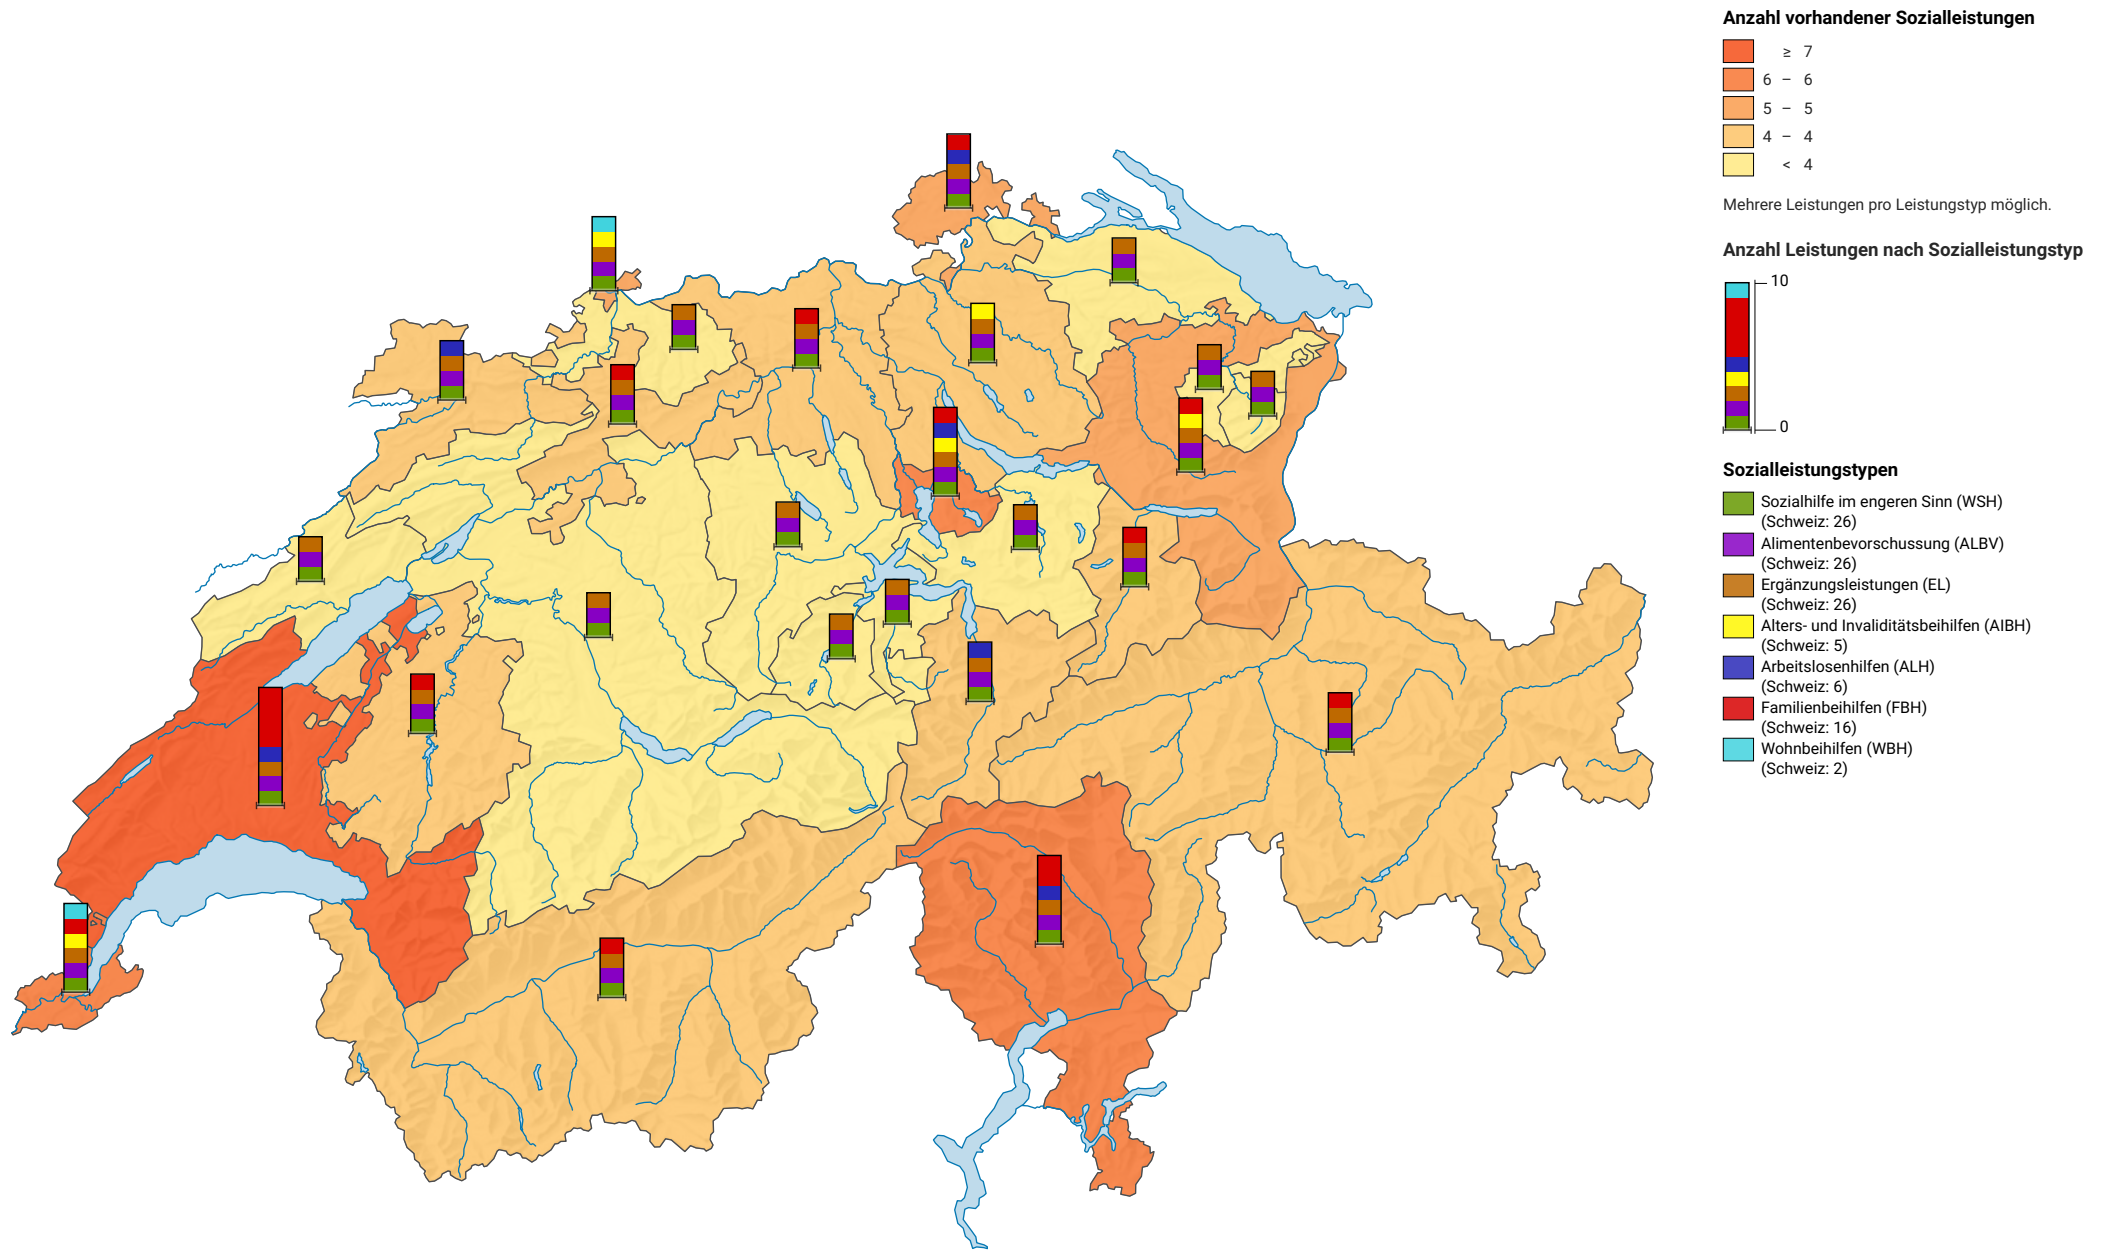 Anzahl vorhandener Sozialleistungen
≥ 7
6 – 6
5 – 5
4 – 4
< 4
Mehrere Leistungen pro Leistungstyp möglich.
Anzahl Leistungen nach Sozialleistungstyp
10
0
Sozialleistungstypen
Sozialhilfe im engeren Sinn (WSH)
(Schweiz: 26)
Alimentenbevorschussung (ALBV)
(Schweiz: 26)
Ergänzungsleistungen (EL)
(Schweiz: 26)
Alters- und Invaliditätsbeihilfen (AIBH)
(Schweiz: 5)
Arbeitslosenhilfen (ALH)
(Schweiz: 6)
Familienbeihilfen (FBH)
(Schweiz: 16)
Wohnbeihilfen (WBH)
(Schweiz: 2)